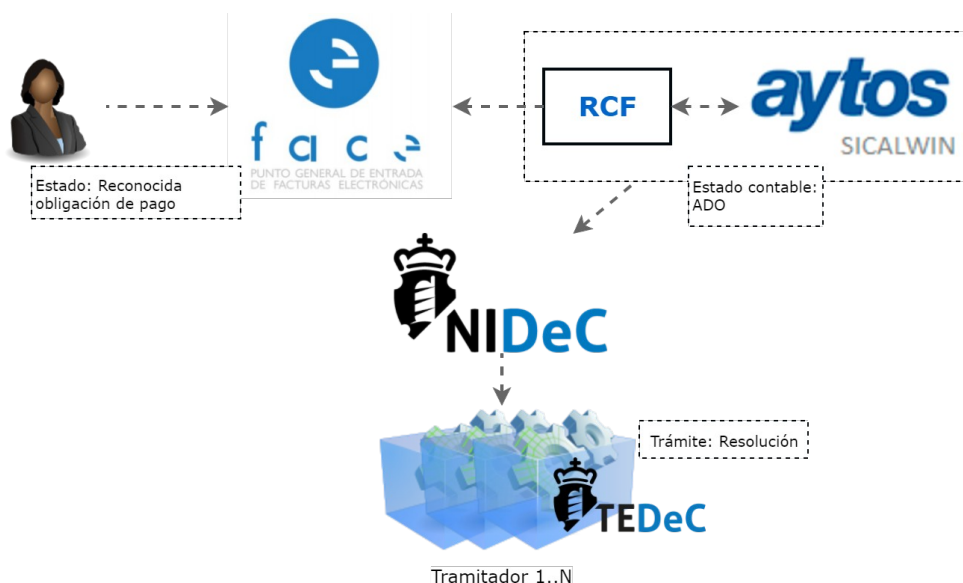 face
PUNTO GENERAL DE ENTRADA
DE FACTURAS ELECTRÓNICAS
RCF
aytos
SICALWIN
Estado: Reconocida
obligación de pago
Estado contable:
ADO
NIDeC
Trámite: Resolución
TEDeC
Tramitador 1..N